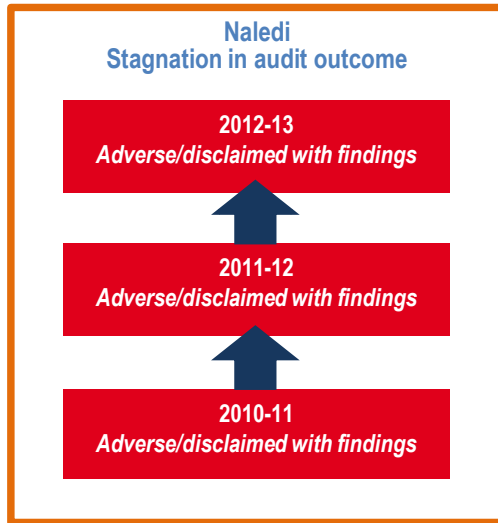 Naledi
Stagnation in audit outcome
2012-13
Adverse/disclaimed with findings
2011-12
Adverse/disclaimed with findings
2010-11
Adverse/disclaimed with findings